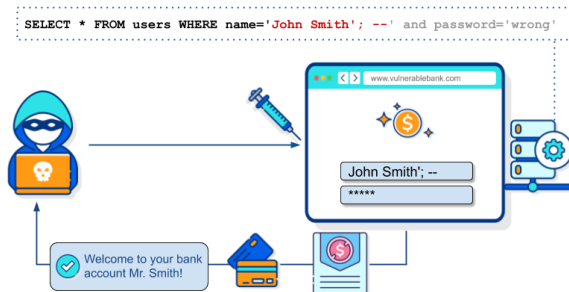 SELECT * FROM users WHERE name='John Smith'; --' and password='wrong'
www.vulnerablebank.com
John Smith'; --
*****
Welcome to your bank
account Mr. Smith!